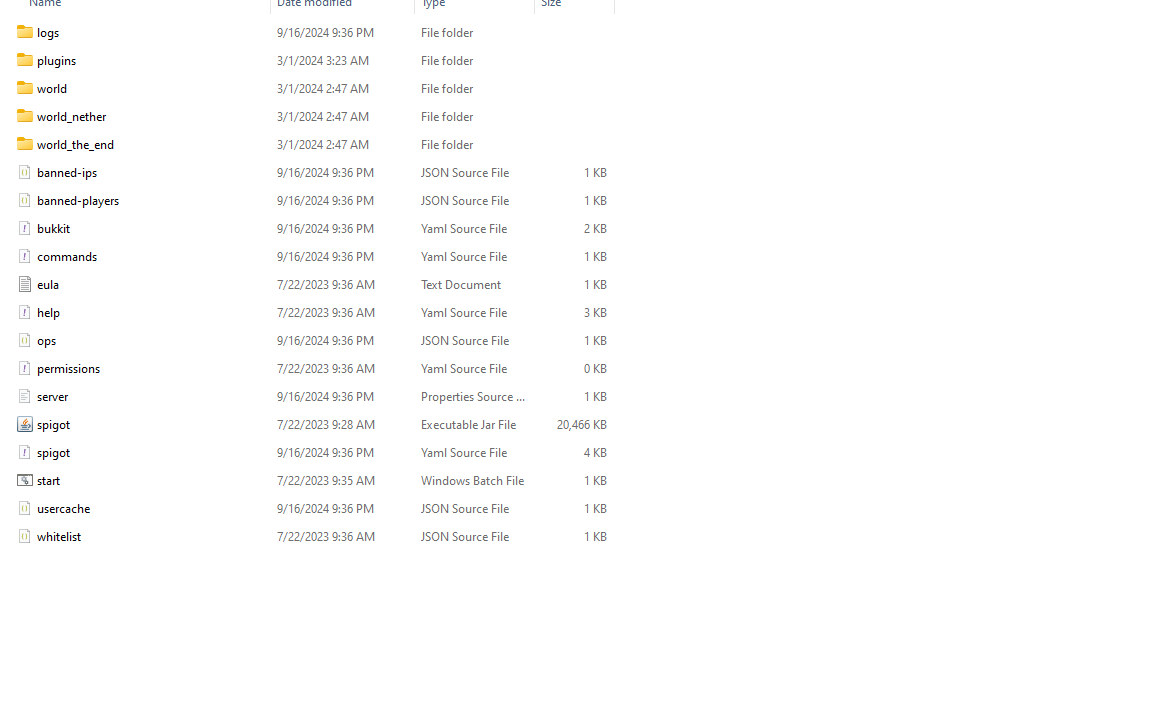 Name Date modified Type Size
logs 9/16/2024 9:36 PM File folder
plugins 3/1/2024 3:23 AM File folder
world 3/1/2024 2:47 AM File folder
world_nether 3/1/2024 2:47 AM File folder
world_the_end 3/1/2024 2:47 AM File folder
banned-ips 9/16/2024 9:36 PM JSON Source File 1 KB
banned-players 9/16/2024 9:36 PM JSON Source File 1 KB
bukkit 9/16/2024 9:36 PM Yaml Source File 2 KB
commands 9/16/2024 9:36 PM Yaml Source File 1 KB
eula 7/22/2023 9:36 AM Text Document 1 KB
help 7/22/2023 9:36 AM Yaml Source File 3 KB
ops 9/16/2024 9:36 PM JSON Source File 1 KB
permissions 7/22/2023 9:36 AM Yaml Source File 0 KB
server 9/16/2024 9:36 PM Properties Source ... 1 KB
spigot 7/22/2023 9:28 AM Executable Jar File 20,466 KB
spigot 9/16/2024 9:36 PM Yaml Source File 4 KB
start 7/22/2023 9:35 AM Windows Batch File 1 KB
usercache 9/16/2024 9:36 PM JSON Source File 1 KB
whitelist 7/22/2023 9:36 AM JSON Source File 1 KB